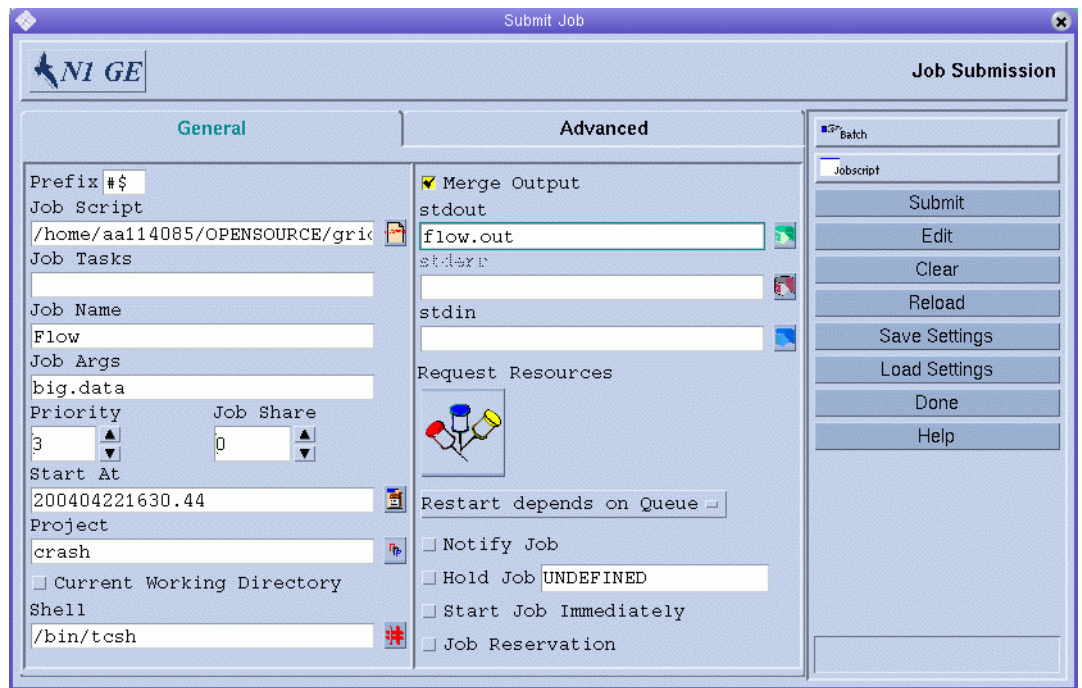 Submit Job
N1 GE
Job Submission
General
Advanced
Prefix #$
Job Script
/home/aa114085/OPENSOURCE/gri
Job Tasks
Job Name
Flow
Job Args
big.data
Priority Job Share
3 0
Start At
200404221630.44
Project
crash
Current Working Directory
Shell
/bin/tcsh
Merge Output
stdout
flow.out
stderr
stdin
Request Resources
Restart depends on Queue
Notify Job
Hold Job UNDEFINED
Start Job Immediately
Job Reservation
Batch
Jobscript
Submit
Edit
Clear
Reload
Save Settings
Load Settings
Done
Help